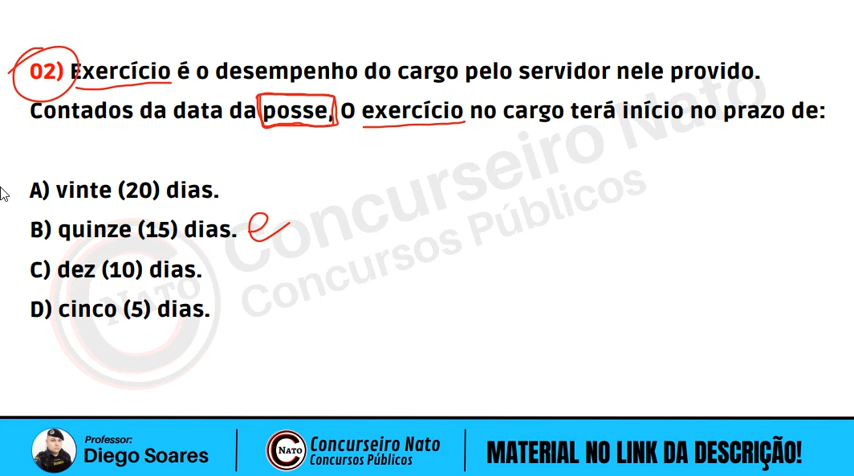 02) Exercício é o desempenho do cargo pelo servidor nele provido.
Contados da data da posse, O exercício no cargo terá início no prazo de:
A) vinte (20) dias.
B) quinze (15) dias. e
C) dez (10) dias.
D) cinco (5) dias.
Concurseiro Nato
Concursos Públicos
NATO
Professor:
Diego Soares
NATO
Concurseiro Nato
Concursos Públicos
MATERIAL NO LINK DA DESCRIÇÃO!